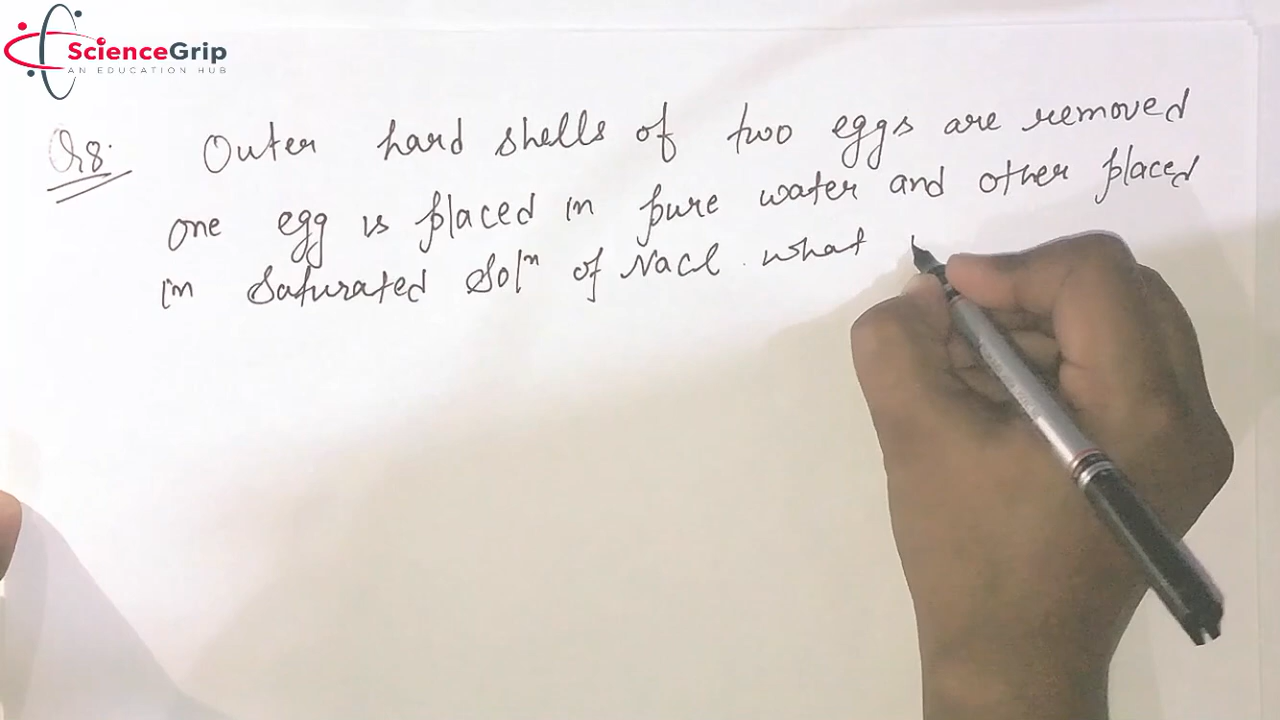 ScienceGrip
AN EDUCATION HUB
Q8. Outer hard shells of two eggs are removed
one egg is placed in pure water and other placed
in Saturated Solⁿ of NaCl. what